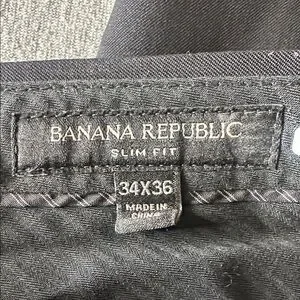 BANANA REPUBLIC
SLIM FIT
34X36
MADE IN
CHINA